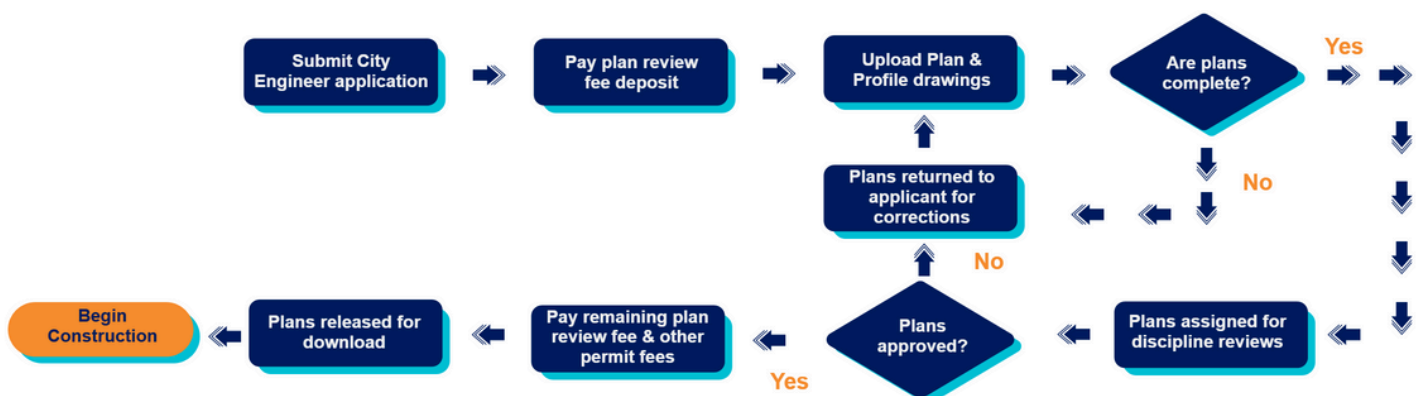 Submit City
Engineer application
Pay plan review
fee deposit
Upload Plan &
Profile drawings
Are plans
complete?
Yes
No
Plans returned to
applicant for
corrections
No
Plans assigned for
discipline reviews
Plans
approved?
Yes
Pay remaining plan
review fee & other
permit fees
Plans released for
download
Begin
Construction